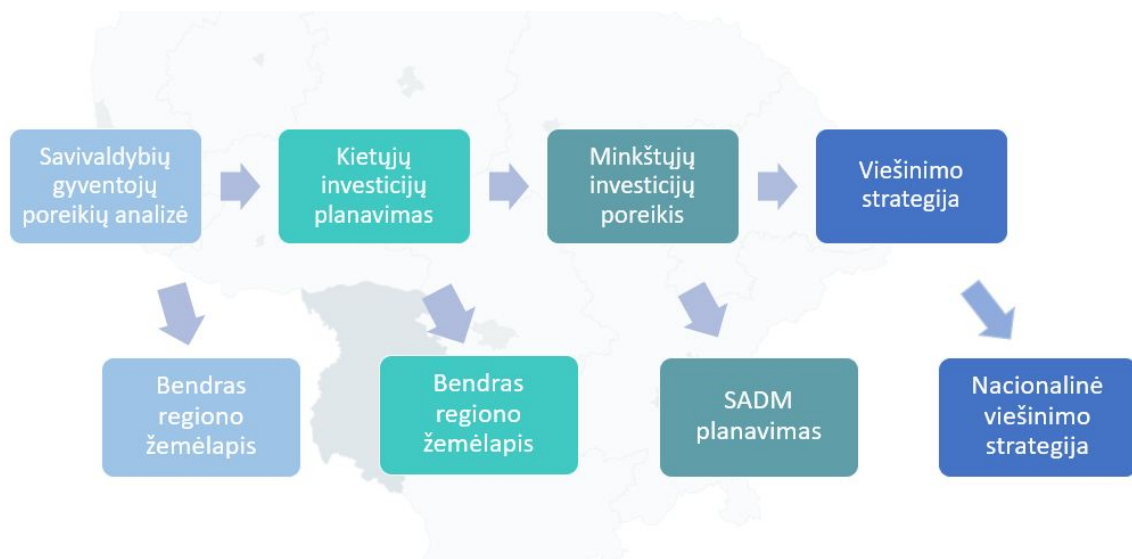 Savivaldybių
gyventojų
poreikių analizė
Kietųjų
investicijų
planavimas
Minkštųjų
investicijų
poreikis
Viešinimo
strategija
Bendras
regiono
žemėlapis
Bendras
regiono
žemėlapis
SADM
planavimas
Nacionalinė
viešinimo
strategija